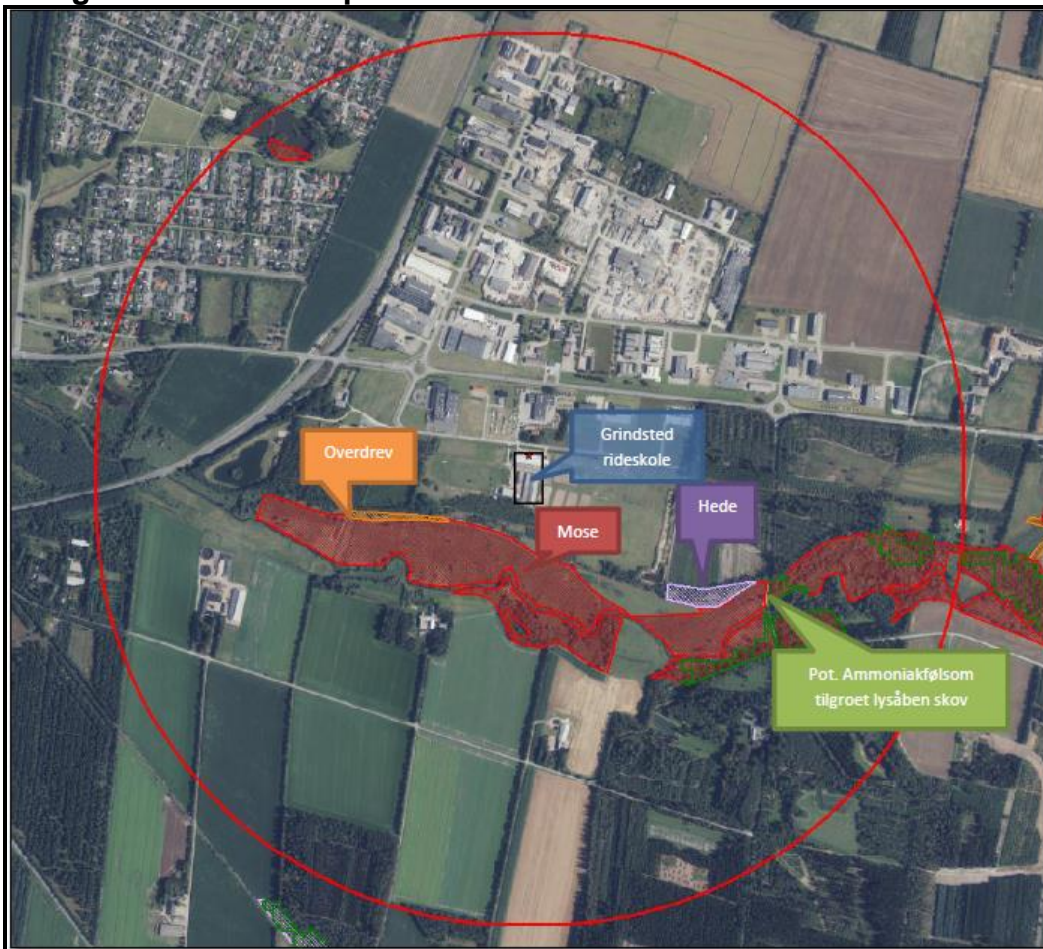 Overdrev
Grindsted
rideskole
Hede
Mose
Pot. Ammoniakfølsom
tilgroet lysåben skov